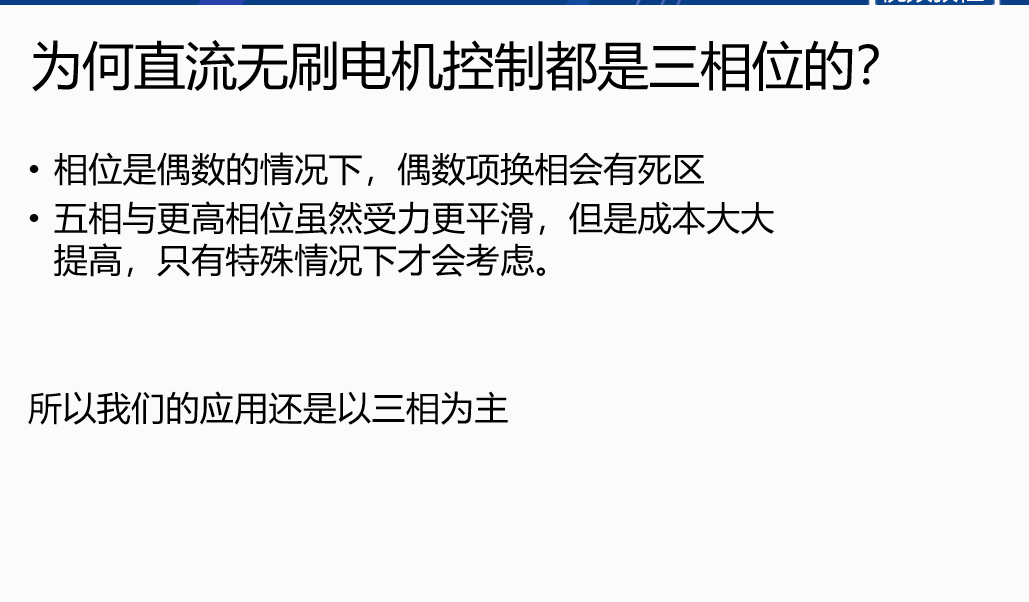 为何直流无刷电机控制都是三相位的？
• 相位是偶数的情况下，偶数项换相会有死区
• 五相与更高相位虽然受力更平滑，但是成本大大
提高，只有特殊情况下才会考虑。
所以我们的应用还是以三相为主